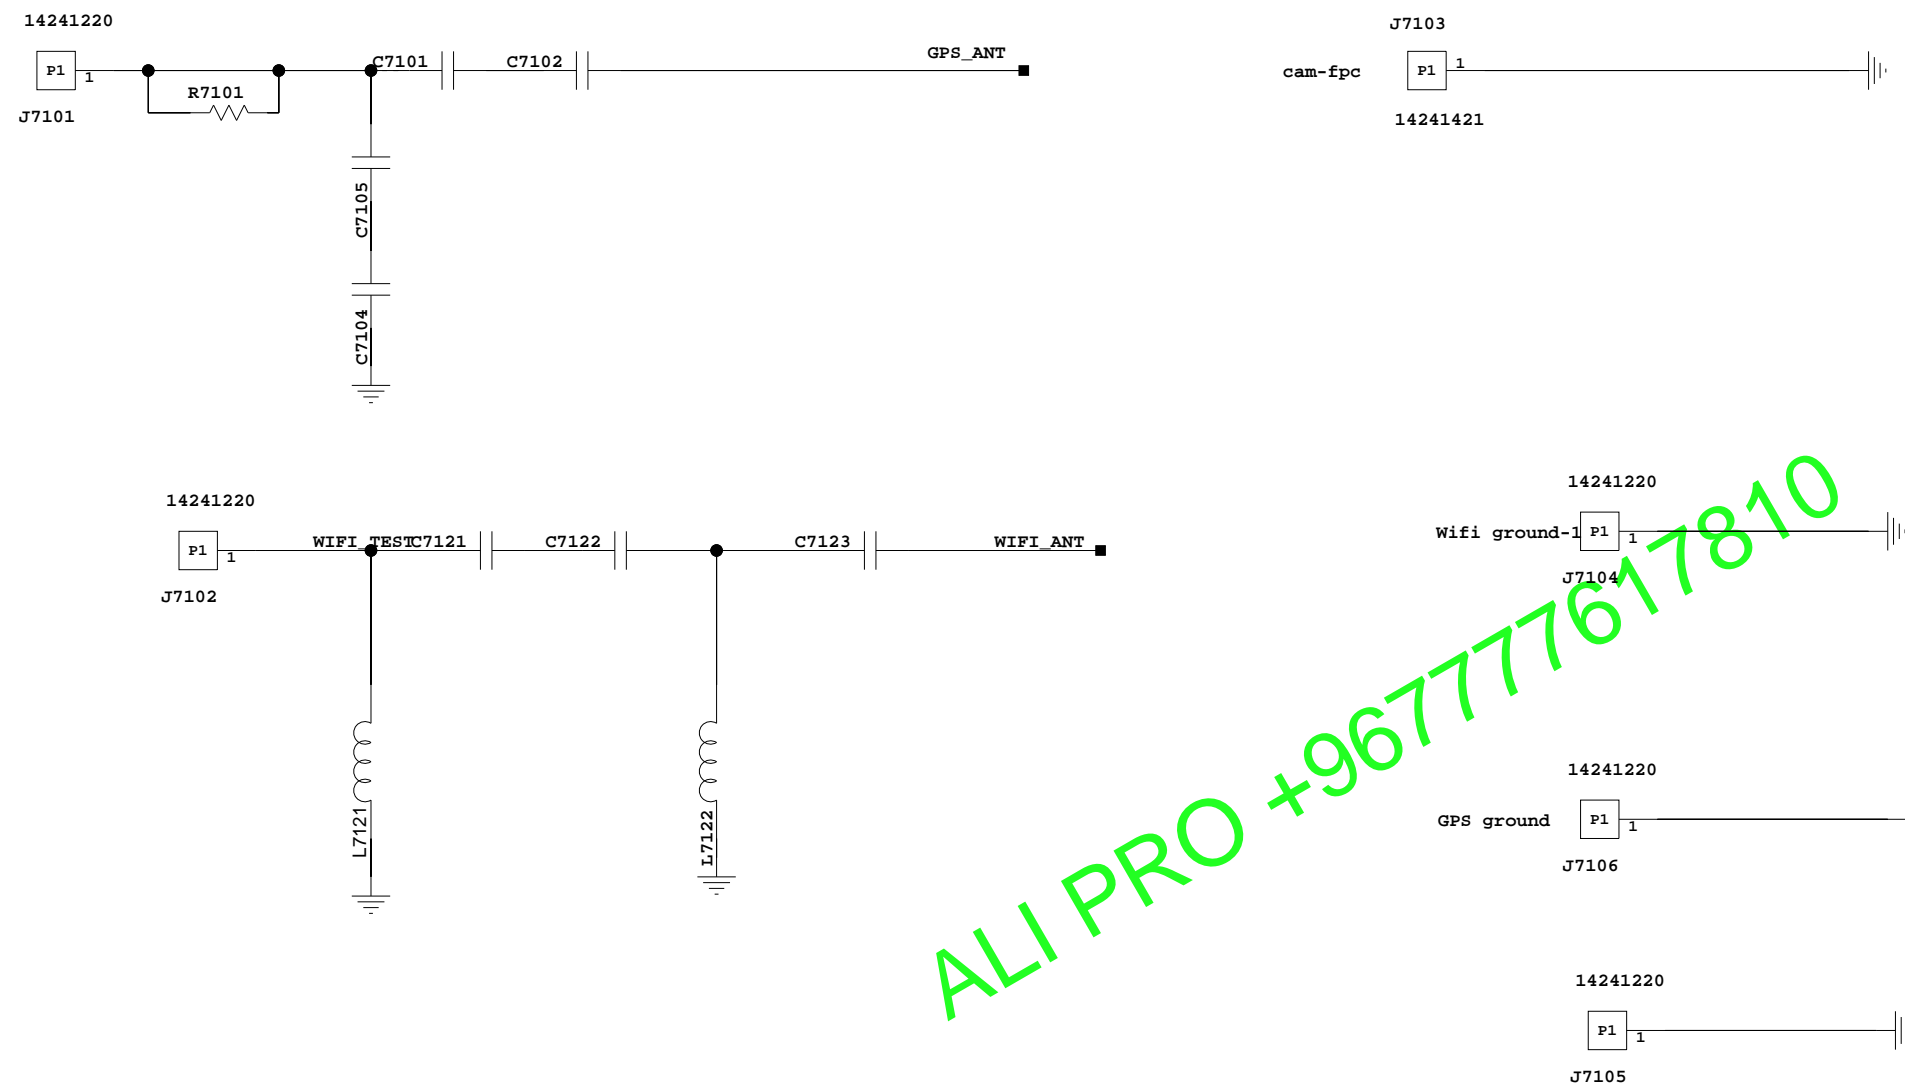 14241220
P1
1
J7101
R7101
C7101
C7102
GPS_ANT
C7105
C7104
J7103
cam-fpc
P1
1
14241421
14241220
P1
1
J7102
WIFI_TEST
C7121
C7122
C7123
WIFI_ANT
L7121
L7122
14241220
Wifi ground-1
P1
1
J7104
14241220
GPS ground
P1
1
J7106
14241220
P1
1
J7105
ALI PRO +967777617810